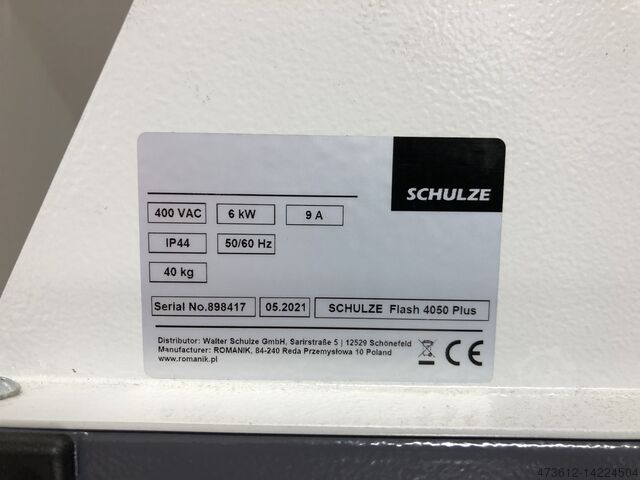 SCHULZE
400 VAC 6 kW 9 A
IP44 50/60 Hz
40 kg
Serial No.898417 05.2021 SCHULZE Flash 4050 Plus
Distributor: Walter Schulze GmbH, Sarirstraße 5 | 12529 Schönefeld
Manufacturer: ROMANIK, 84-240 Reda Przemysłowa 10 Poland
www.romanik.pl
CE
473612-14224504